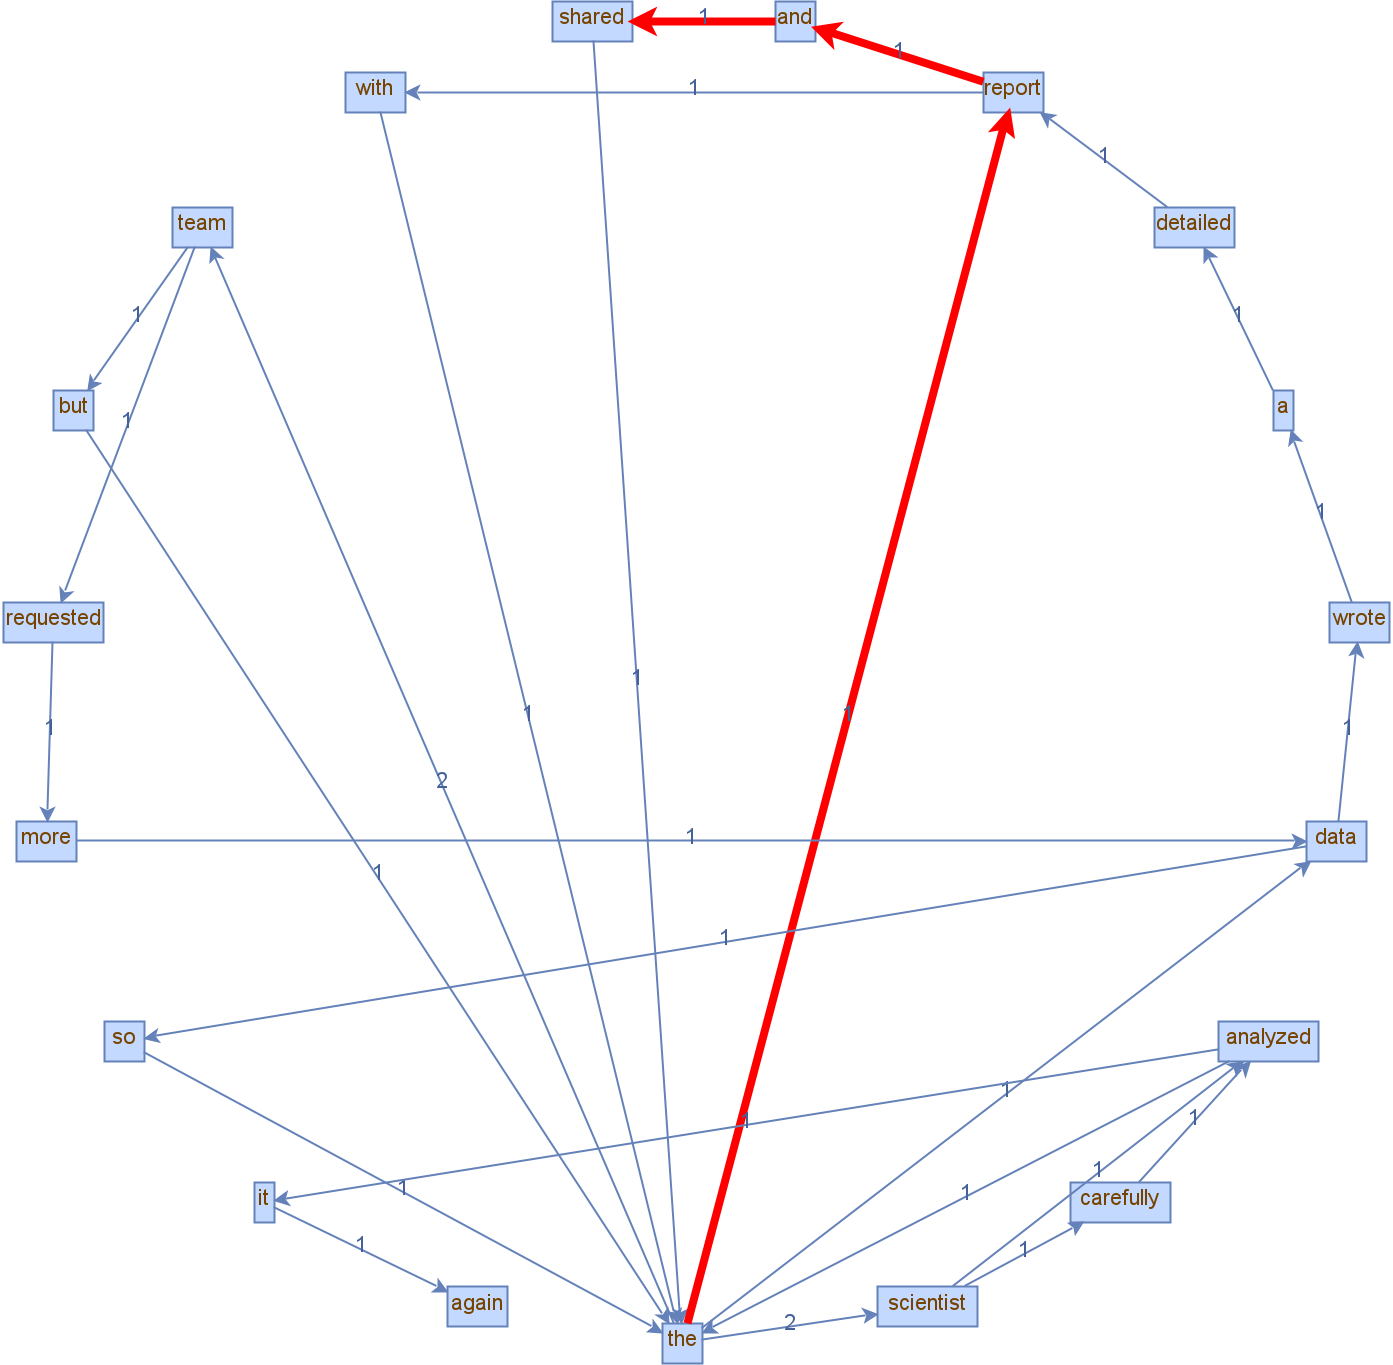 shared 1 and
1
with 1 report
1
team detailed
1 1
but 1 a
1
requested wrote
1
1 1 1 1
2
more 1 data
1
1
so analyzed
1
1 1
1
it 1 1 carefully
1 1
again scientist
2
the